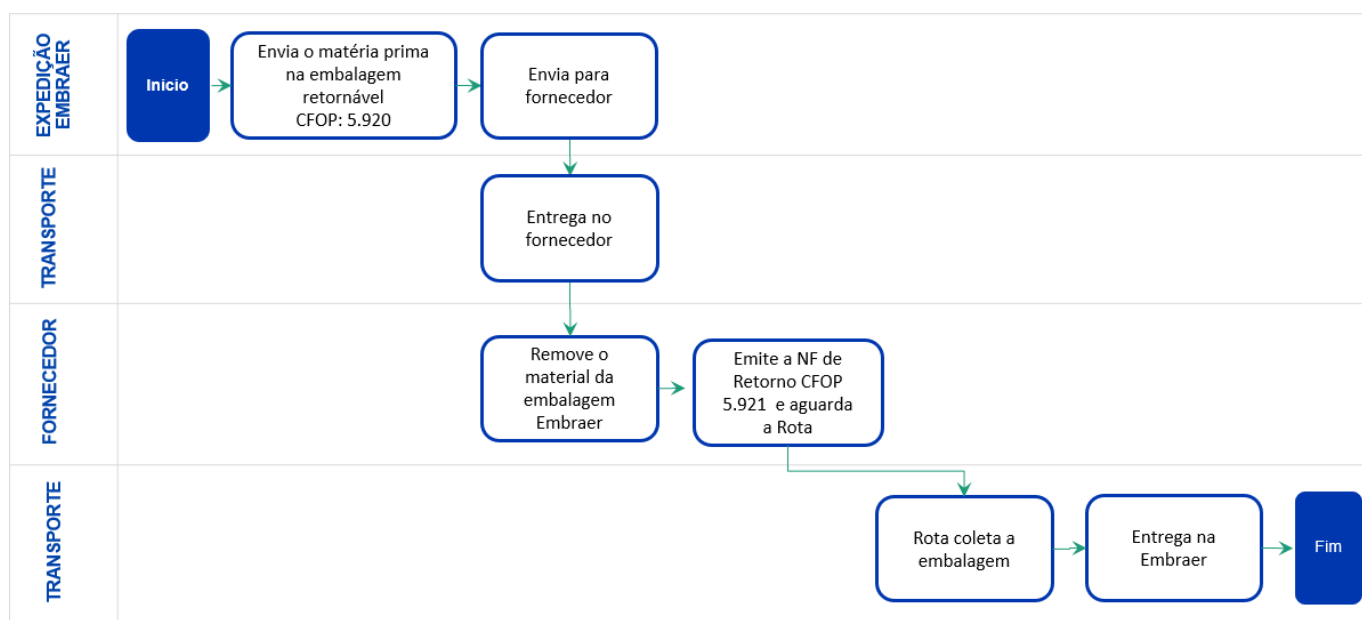 EXPEDIÇÃO
EMBRAER
Inicio
Envia o matéria prima
na embalagem
retornável
CFOP: 5.920
Envia para
fornecedor
TRANSPORTE
Entrega no
fornecedor
FORNECEDOR
Remove o
material da
embalagem
Embraer
Emite a NF de
Retorno CFOP
5.921 e aguarda
a Rota
TRANSPORTE
Rota coleta a
embalagem
Entrega na
Embraer
Fim